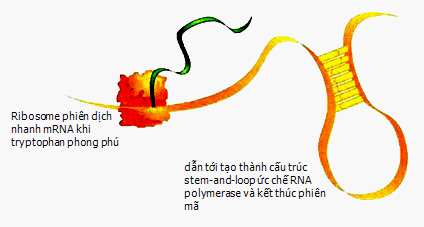 Ribosome phiên dịch
nhanh mRNA khi
tryptophan phong phú
dẫn tới tạo thành cấu trúc
stem-and-loop ức chế RNA
polymerase và kết thúc phiên
mã